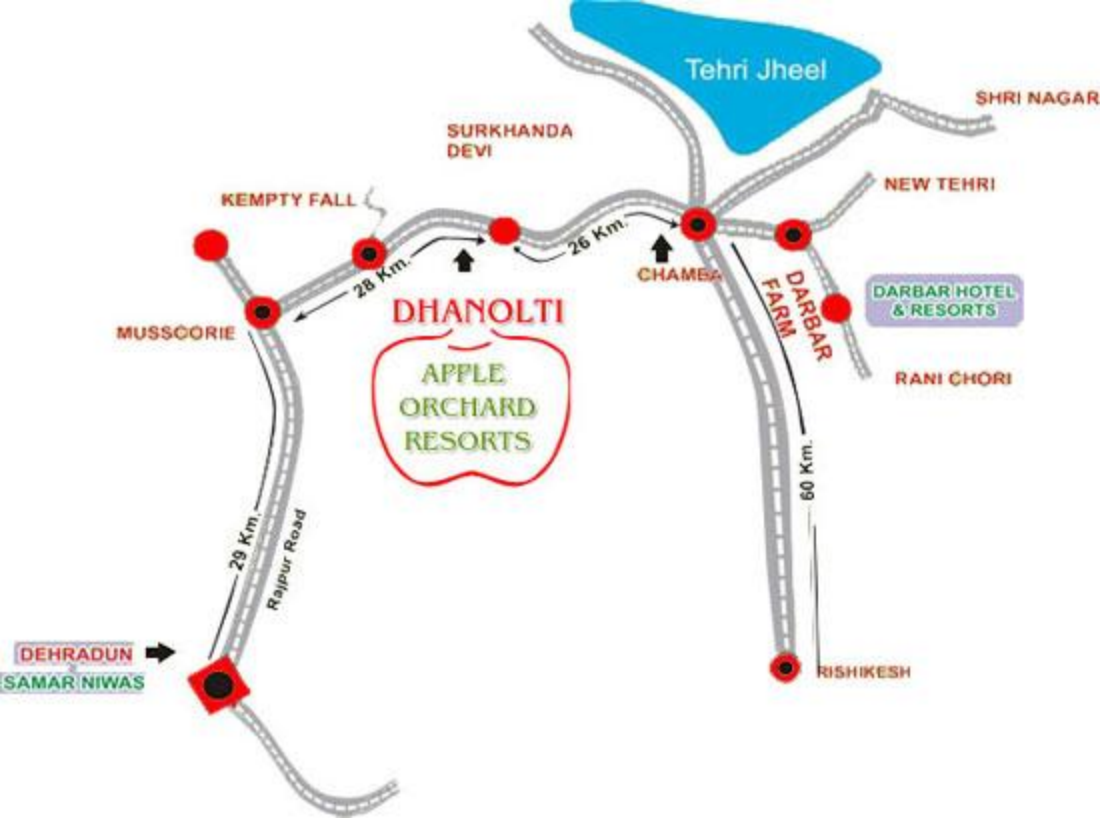 Tehri Jheel
SHRI NAGAR
SURKHANDA
DEVI
NEW TEHRI
KEMPTY FALL
28 Km.
26 Km.
CHAMBA
MUSSCORIE
DHANOLTI
APPLE
ORCHARD
RESORTS
DARBAR
FARM
DARBAR HOTEL
& RESORTS
RANI CHORI
60 Km.
29 Km.
Rajpur Road
DEHRADUN
SAMAR NIWAS
RISHIKESH